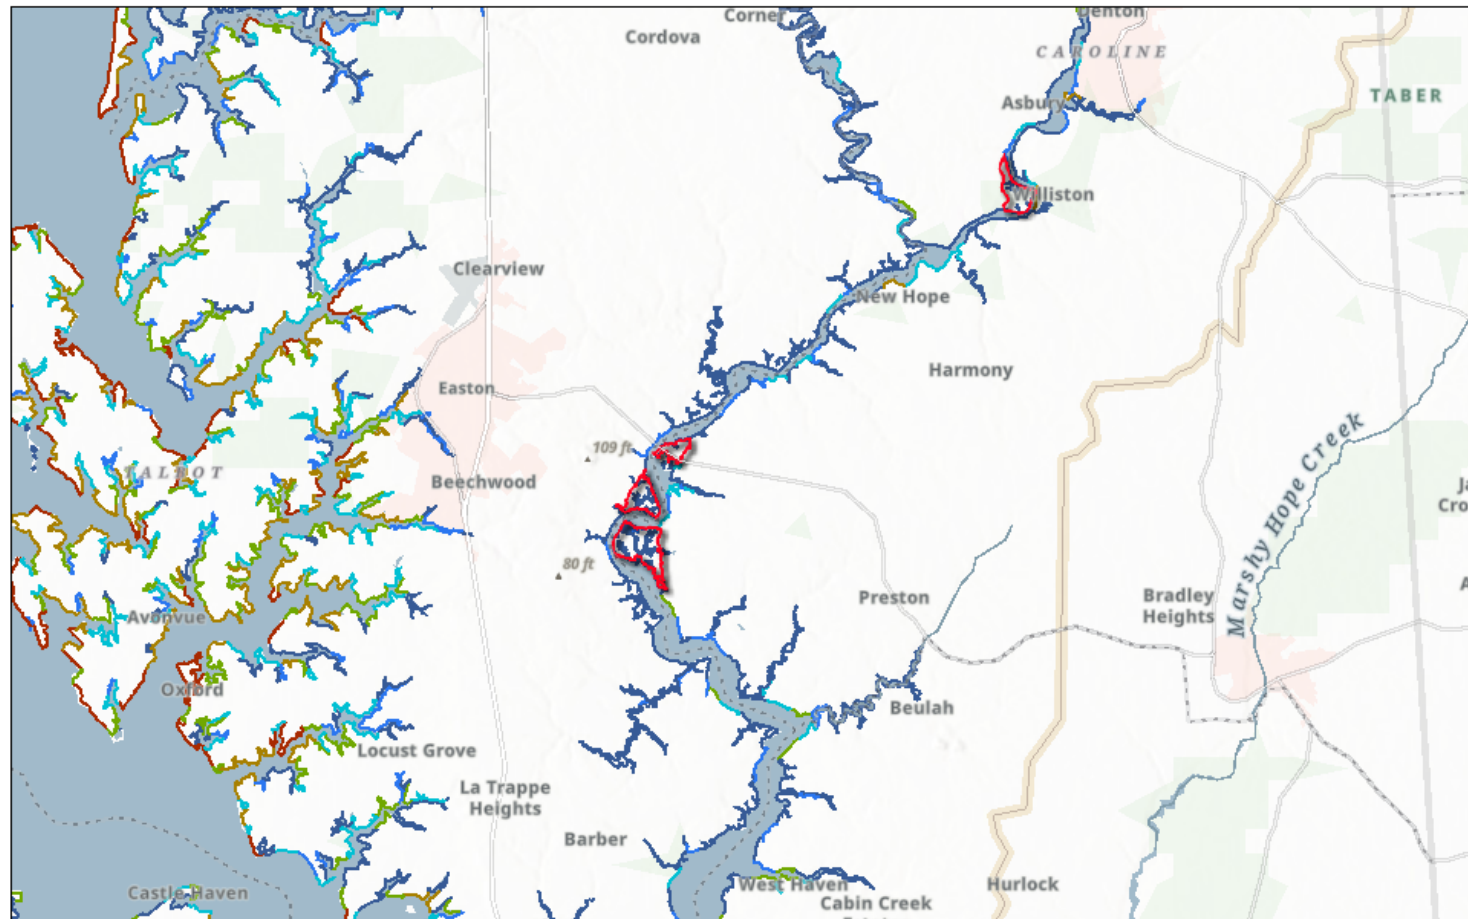 Corner
Cordova
Denton
CAROLINE
TABER
Asbury
Williston
Clearview
New Hope
Harmony
Easton
109 ft
TALBOT
Beechwood
80 ft
Marshy Hope Creek
Preston
Bradley
Heights
Avonvue
Oxford
Beulah
Locust Grove
La Trappe
Heights
Barber
Castle Haven
West Haven
Hurlock
Cabin Creek